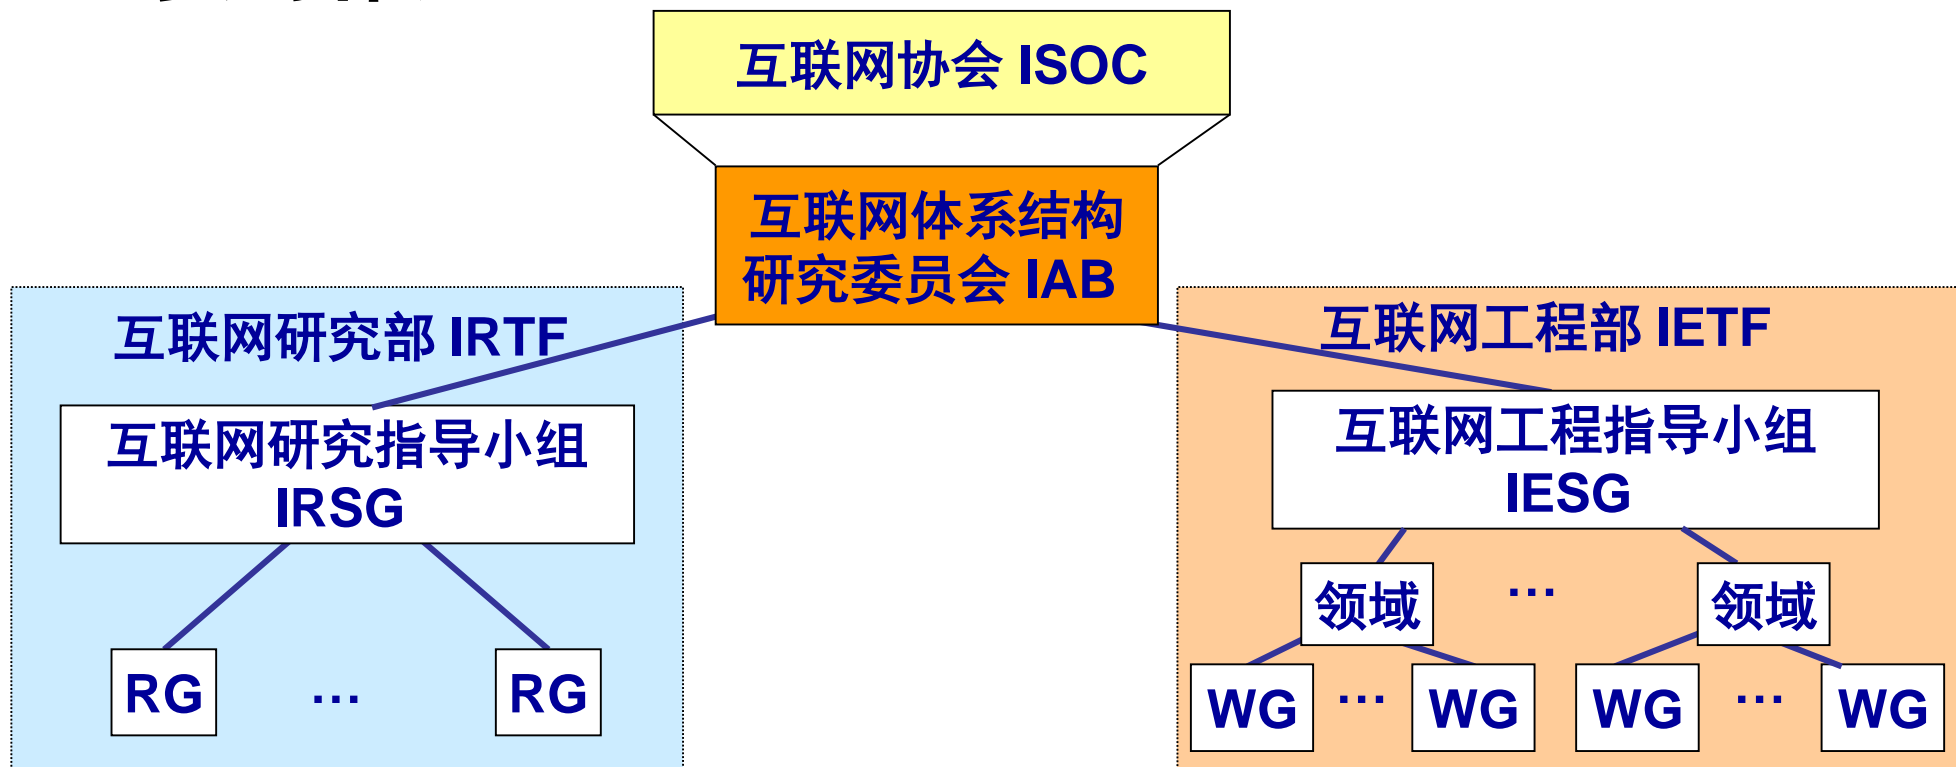 互联网协会 ISOC
互联网体系结构
研究委员会 IAB
互联网研究部 IRTF
互联网研究指导小组
IRSG
RG
…
RG
互联网工程部 IETF
互联网工程指导小组
IESG
领域
…
领域
WG
…
WG
WG
…
WG